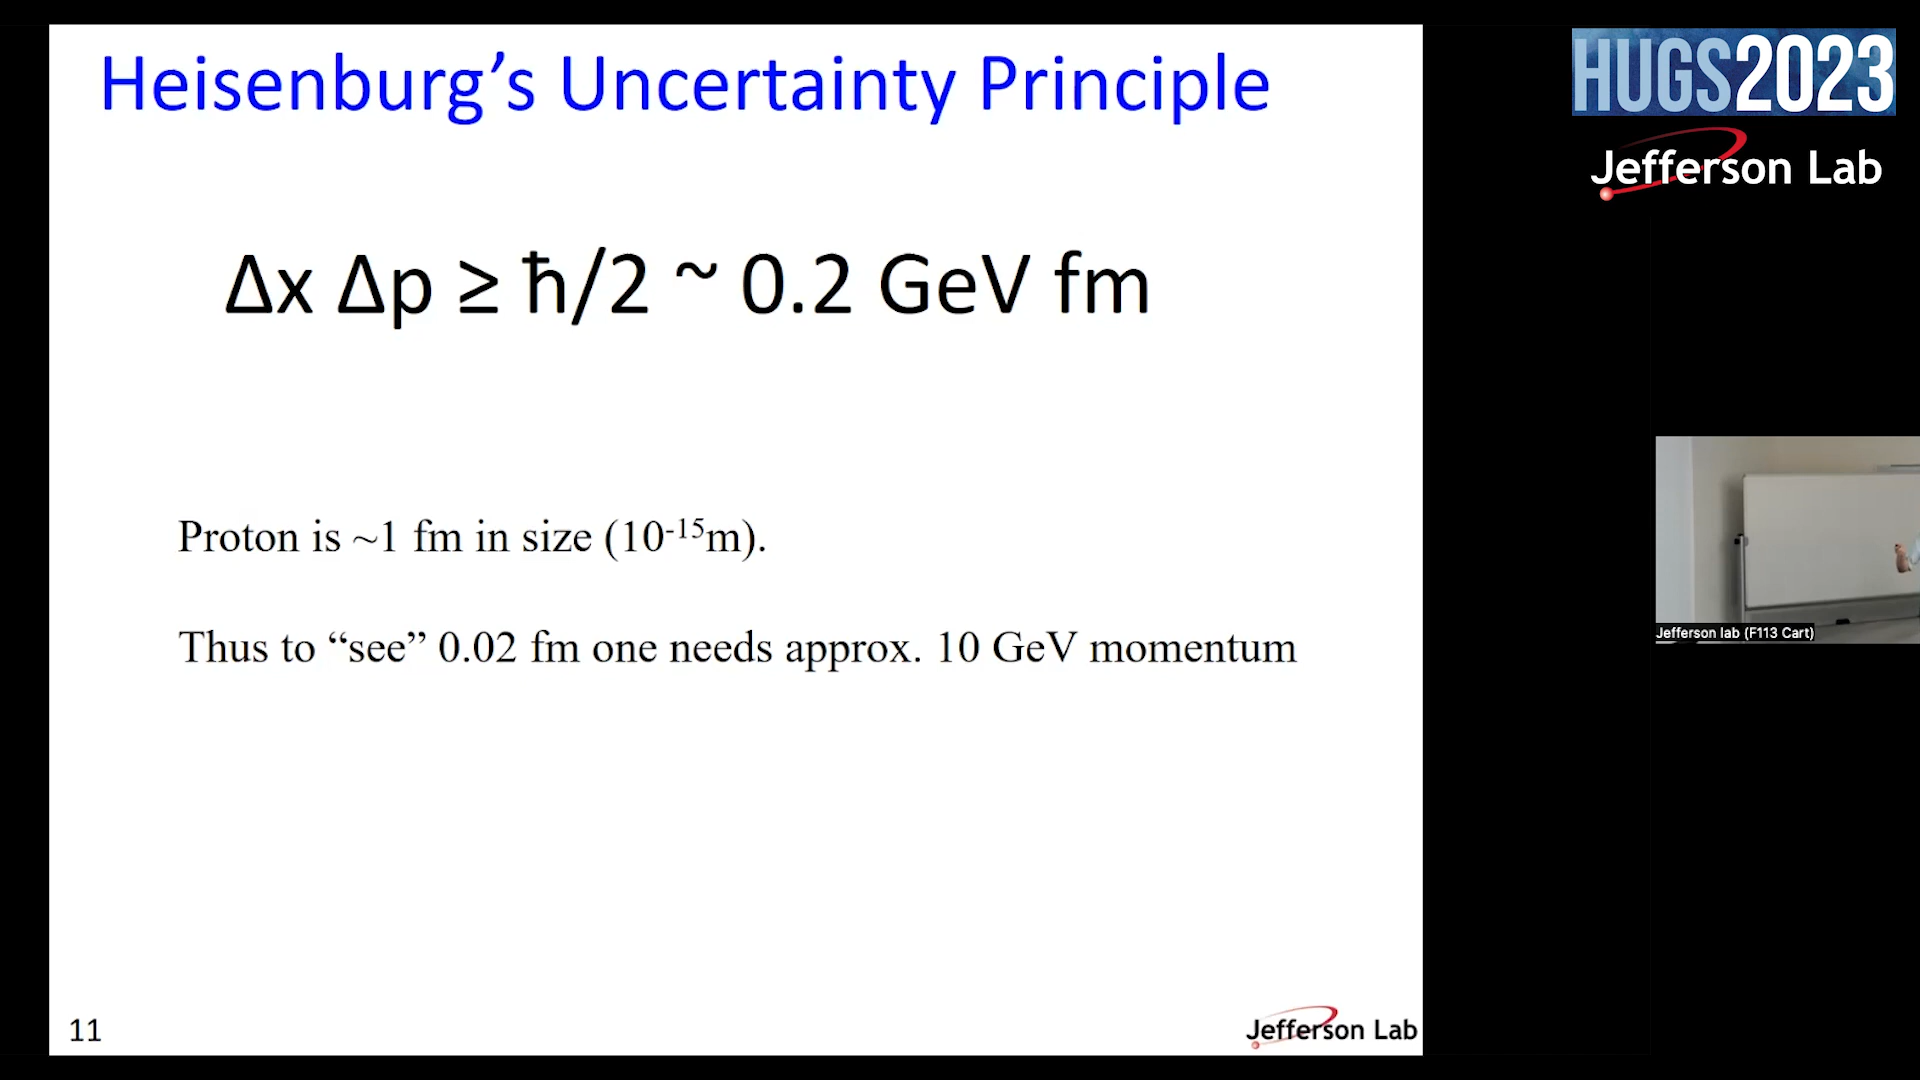 Heisenburg’s Uncertainty Principle
Δx Δp ≥ ħ/2 ~ 0.2 GeV fm
Proton is ~1 fm in size (10⁻¹⁵m).
Thus to “see” 0.02 fm one needs approx. 10 GeV momentum
11
Jefferson Lab
HUGS2023
Jefferson Lab
Jefferson lab (F113 Cart)